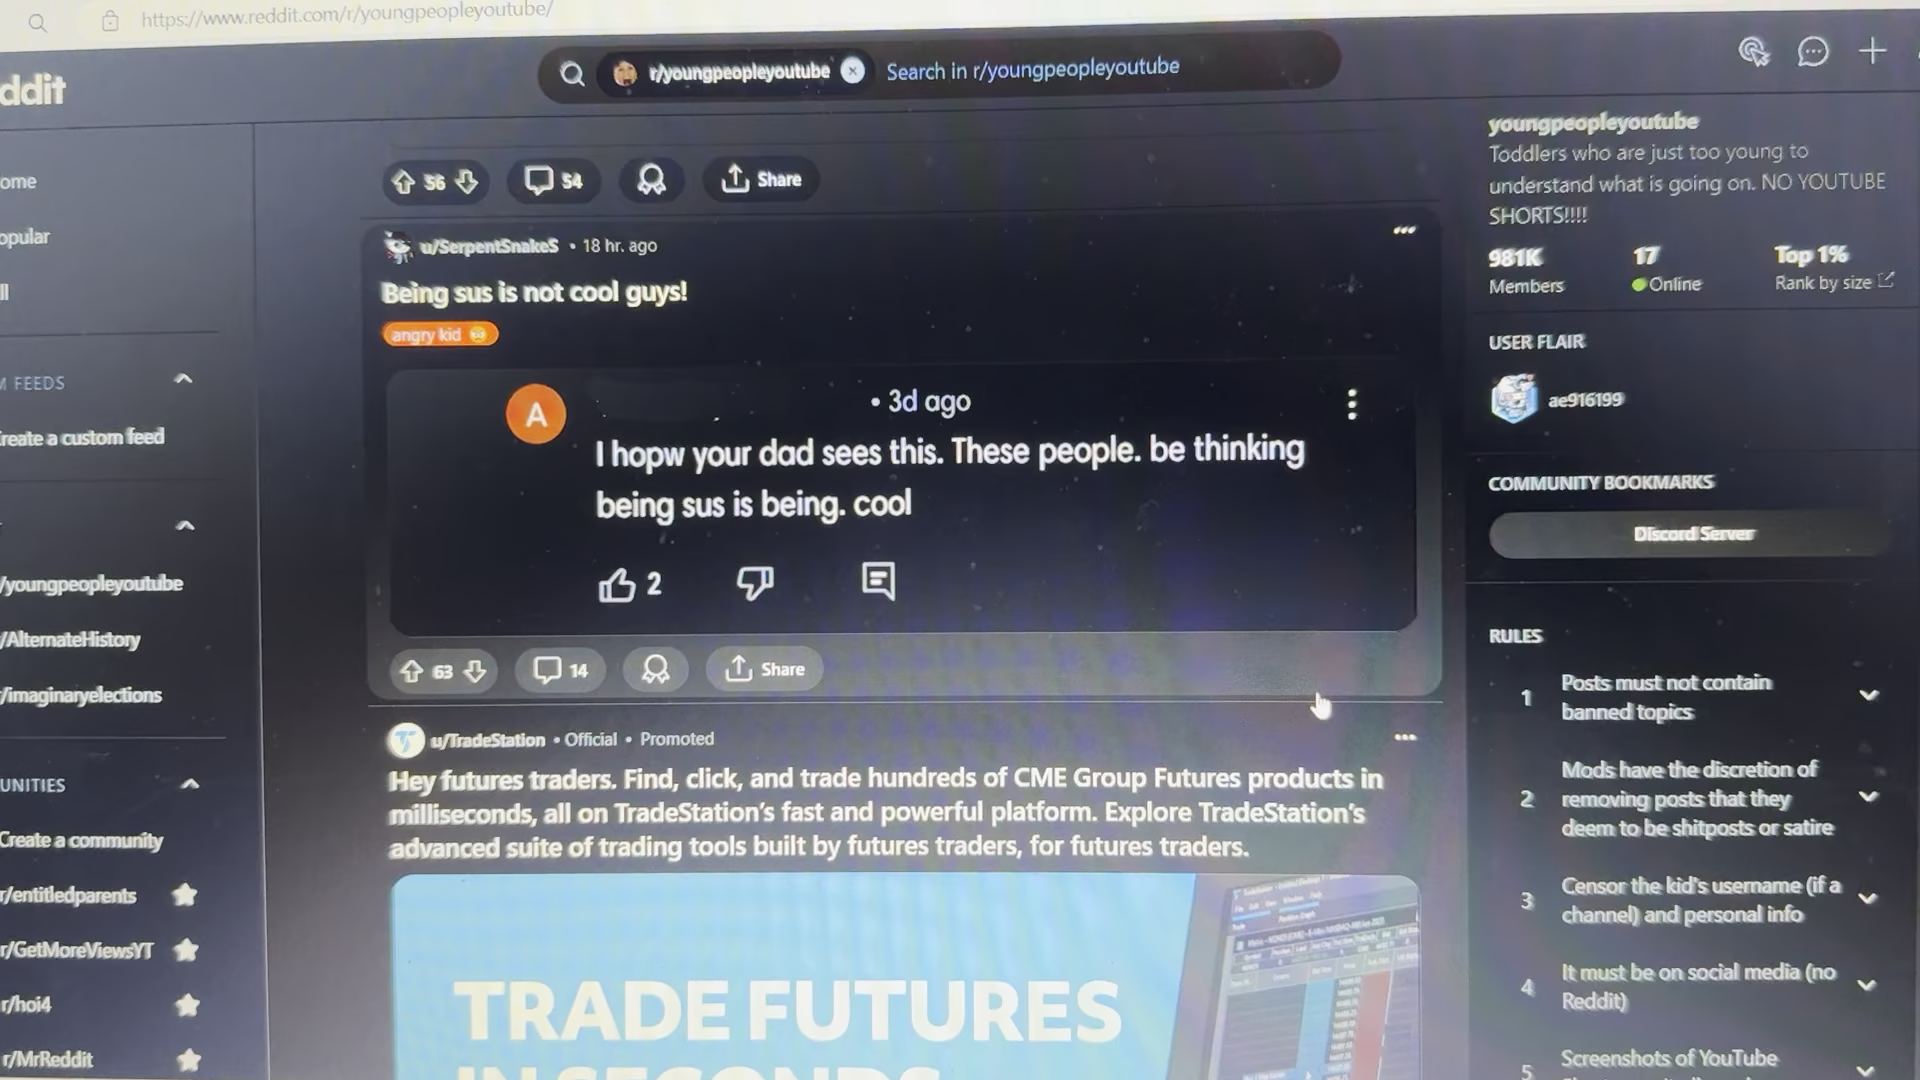 https://www.reddit.com/r/youngpeopleyoutube/
ddit
r/youngpeopleyoutube
Search in r/youngpeopleyoutube
ome
opular
ll
M FEEDS
Create a custom feed
/youngpeopleyoutube
/AlternateHistory
/imaginaryelections
UNITIES
Create a community
r/entitledparents
r/GetMoreViewsYT
r/hoi4
r/MrReddit
56
54
Share
u/SerpentSnakeS • 18 hr. ago
Being sus is not cool guys!
angry kid
A
• 3d ago
I hopw your dad sees this. These people. be thinking
being sus is being. cool
2
63
14
Share
u/TradeStation • Official • Promoted
Hey futures traders. Find, click, and trade hundreds of CME Group Futures products in
milliseconds, all on TradeStation's fast and powerful platform. Explore TradeStation's
advanced suite of trading tools built by futures traders, for futures traders.
TRADE FUTURES
IN SECONDS
youngpeopleyoutube
Toddlers who are just too young to
understand what is going on. NO YOUTUBE
SHORTS!!!!
981K
Members
17
Online
Top 1%
Rank by size
USER FLAIR
ae916199
COMMUNITY BOOKMARKS
Discord Server
RULES
1
Posts must not contain
banned topics
2
Mods have the discretion of
removing posts that they
deem to be shitposts or satire
3
Censor the kid's username (if a
channel) and personal info
4
It must be on social media (no
Reddit)
5
Screenshots of YouTube